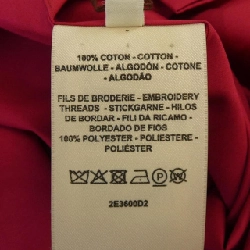 100% COTON - COTTON -
BAUMWOLLE - ALGODÓN - COTONE
- ALGODÃO
FILS DE BRODERIE - EMBROIDERY
THREADS - STICKGARNE - HILOS
DE BORDAR - FILI DA RICAMO -
BORDADO DE FIOS
100% POLYESTER - POLIESTERE -
POLIÉSTER
2E3600D2